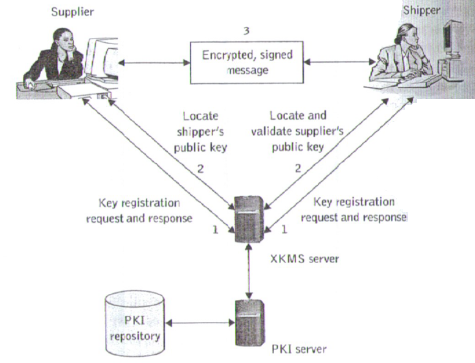 Supplier
Shipper
3
Encrypted, signed
message
Locate
shipper's
public key
2
Locate and
validate supplier's
public key
2
Key registration
request and response
1
Key registration
request and response
1
XKMS server
PKI
repository
PKI server